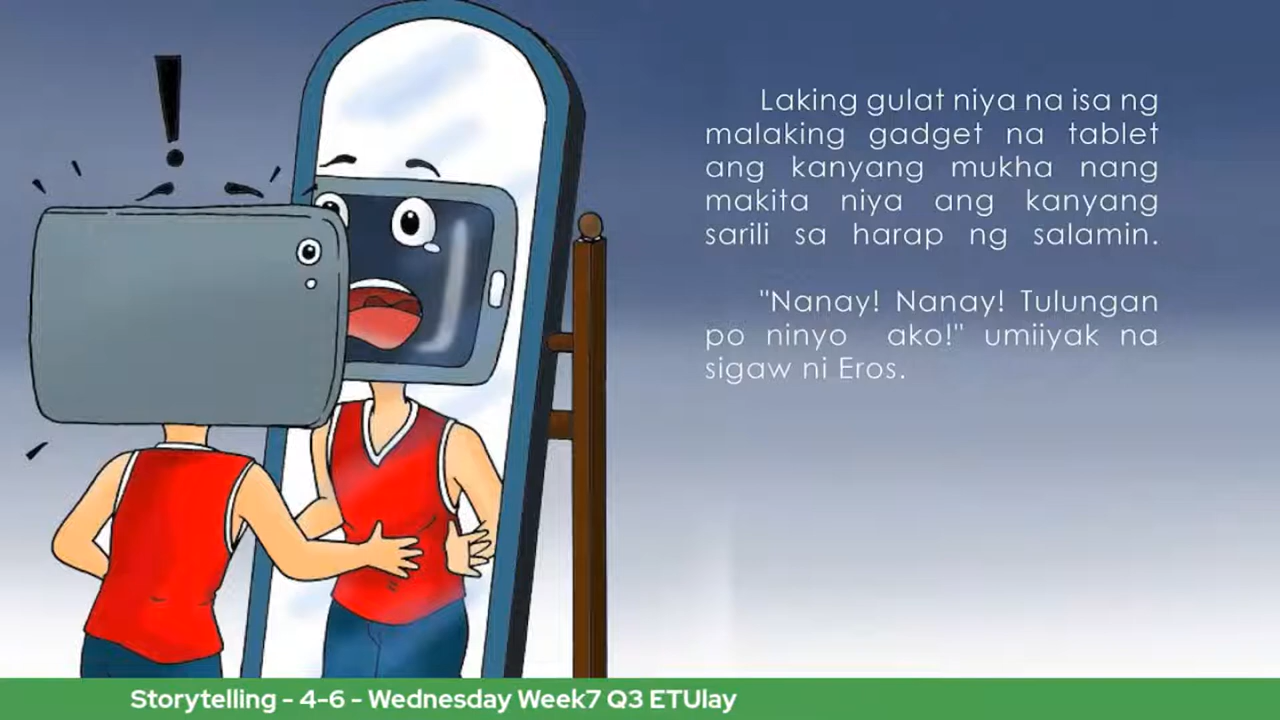 Laking gulat niya na isa ng
malaking gadget na tablet
ang kanyang mukha nang
makita niya ang kanyang
sarili sa harap ng salamin.
"Nanay! Nanay! Tulungan
po ninyo ako!" umiiyak na
sigaw ni Eros.
Storytelling - 4-6 - Wednesday Week7 Q3 ETUlay